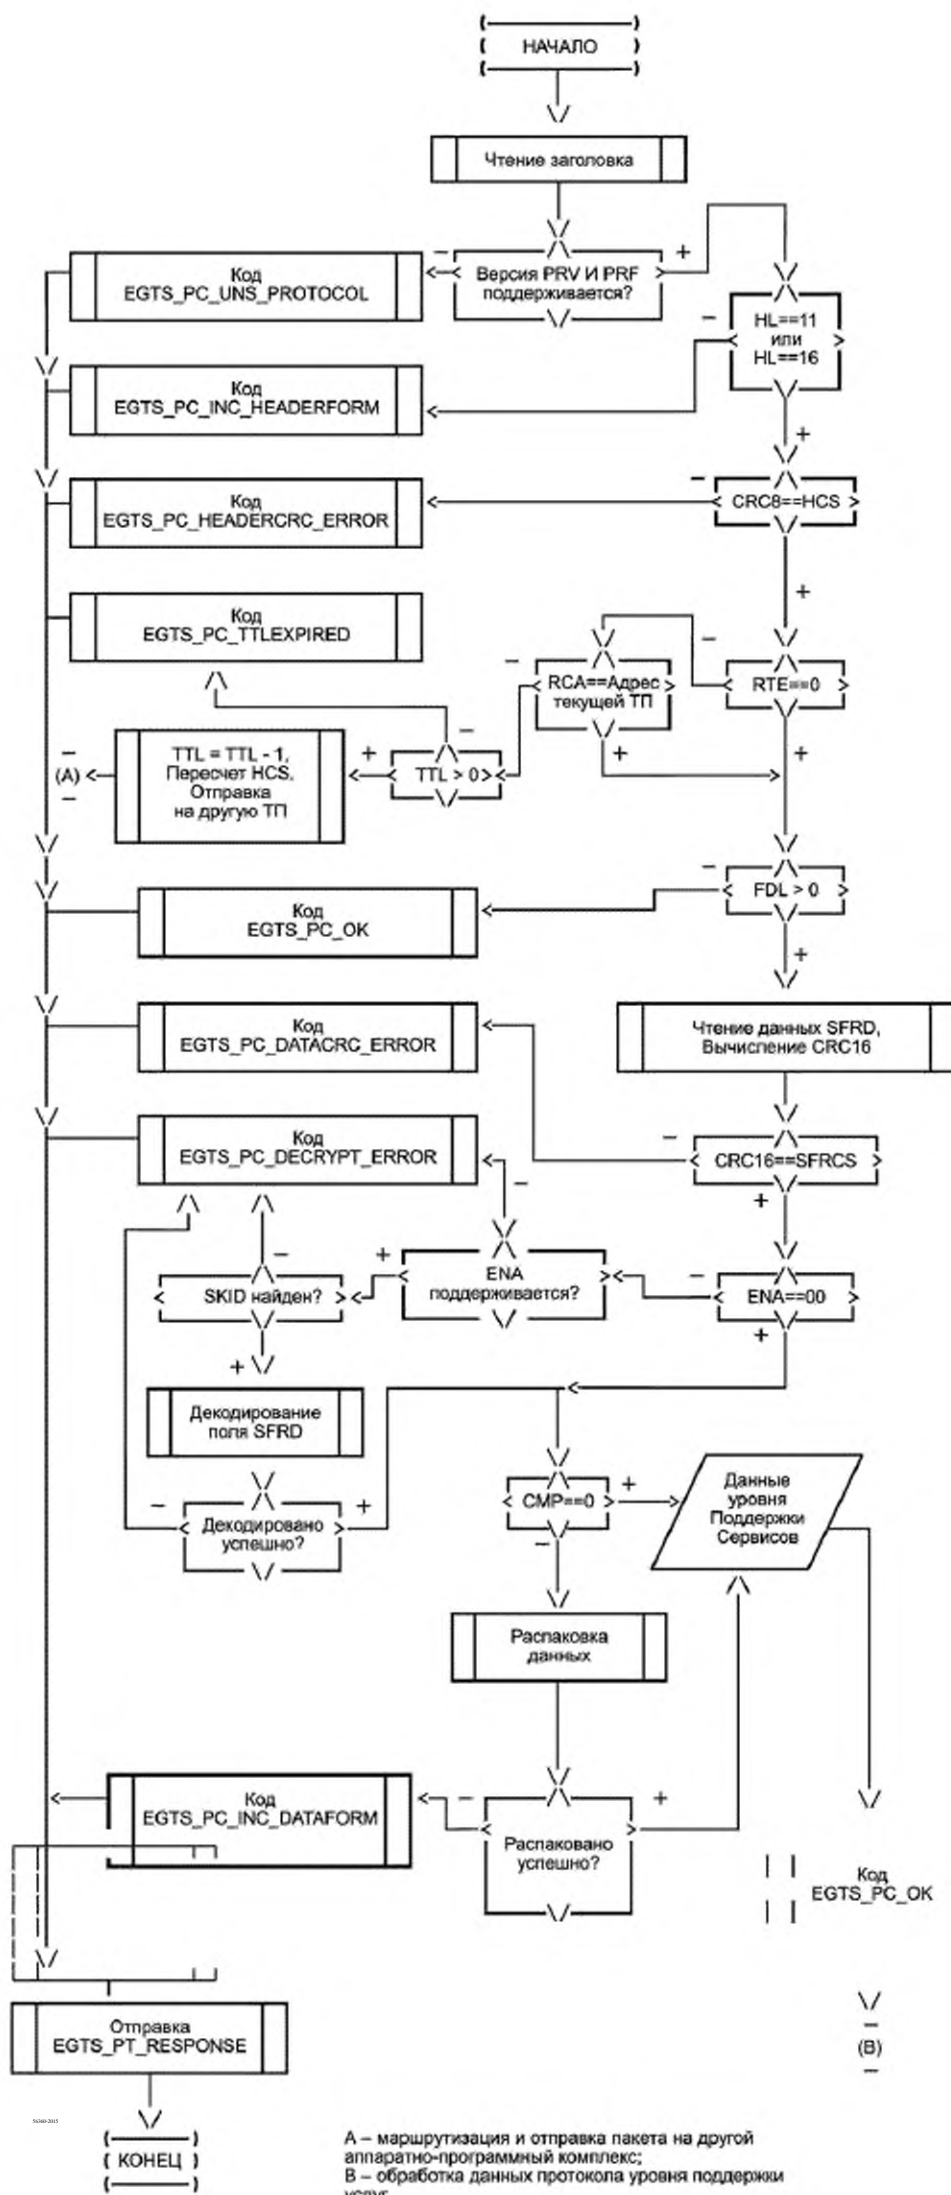 НАЧАЛО
Чтение заголовка
Версия PRV И PRF
поддерживается?
–
+
Код
EGTS_PC_UNS_PROTOCOL
HL==11
или
HL==16
–
+
Код
EGTS_PC_INC_HEADERFORM
CRC8==HCS
–
+
Код
EGTS_PC_HEADERCRC_ERROR
Код
EGTS_PC_TTLEXPIRED
RTE==0
–
+
RCA==Адрес
текущей ТП
–
+
TTL > 0
–
+
TTL = TTL - 1,
Пересчет HCS,
Отправка
на другую ТП
–
(A)
–
FDL > 0
–
+
Код
EGTS_PC_OK
Чтение данных SFRD,
Вычисление CRC16
Код
EGTS_PC_DATACRC_ERROR
CRC16==SFRCS
–
+
Код
EGTS_PC_DECRYPT_ERROR
ENA==00
–
+
ENA
поддерживается?
–
+
SKID найден?
–
+
Декодирование
поля SFRD
Декодировано
успешно?
–
+
CMP==0
+
–
Данные
уровня
Поддержки
Сервисов
Распаковка
данных
Распаковано
успешно?
–
+
Код
EGTS_PC_INC_DATAFORM
Код
EGTS_PC_OK
–
(B)
–
Отправка
EGTS_PT_RESPONSE
КОНЕЦ
А – маршрутизация и отправка пакета на другой
аппаратно-программный комплекс;
В – обработка данных протокола уровня поддержки